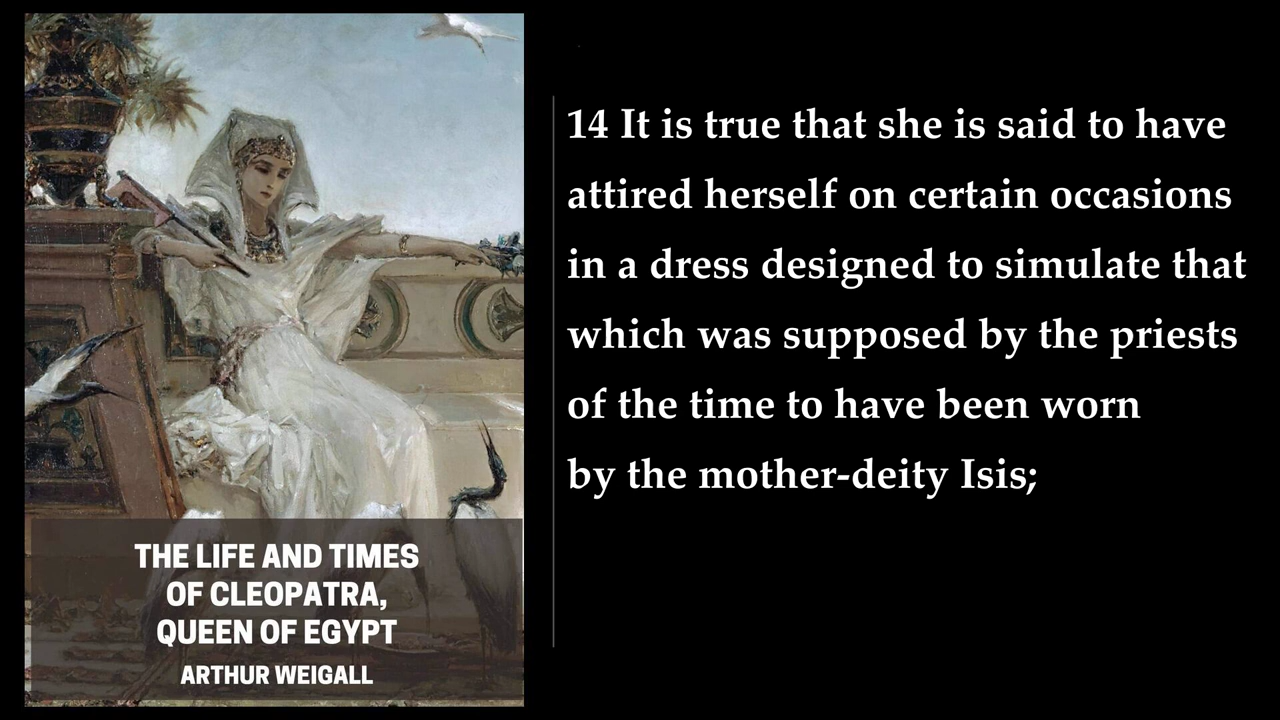 14 It is true that she is said to have
attired herself on certain occasions
in a dress designed to simulate that
which was supposed by the priests
of the time to have been worn
by the mother-deity Isis;
THE LIFE AND TIMES
OF CLEOPATRA,
QUEEN OF EGYPT
ARTHUR WEIGALL